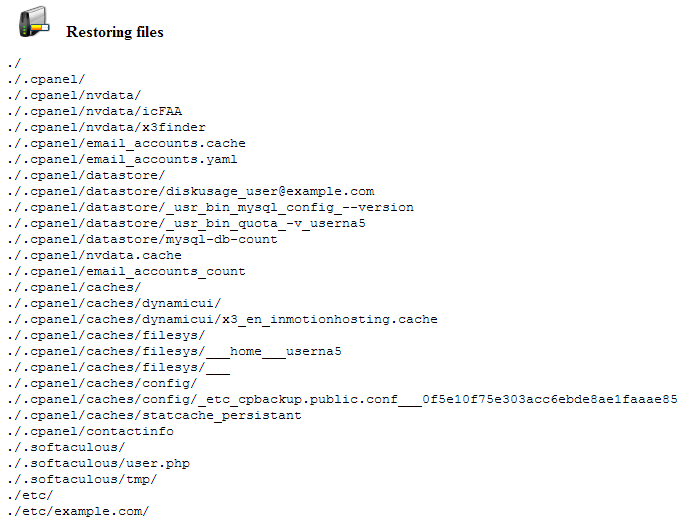 Restoring files
./
./.cpanel/
./.cpanel/nvdata/
./.cpanel/nvdata/icFAA
./.cpanel/nvdata/x3finder
./.cpanel/email_accounts.cache
./.cpanel/email_accounts.yaml
./.cpanel/datastore/
./.cpanel/datastore/diskusage_user@example.com
./.cpanel/datastore/_usr_bin_mysql_config_--version
./.cpanel/datastore/_usr_bin_quota_-v_userna5
./.cpanel/datastore/mysql-db-count
./.cpanel/nvdata.cache
./.cpanel/email_accounts_count
./.cpanel/caches/
./.cpanel/caches/dynamicui/
./.cpanel/caches/dynamicui/x3_en_inmotionhosting.cache
./.cpanel/caches/filesys/
./.cpanel/caches/filesys/___home___userna5
./.cpanel/caches/filesys/___
./.cpanel/caches/config/
./.cpanel/caches/config/_etc_cpbackup.public.conf___0f5e10f75e303acc6ebde8ae1faaae85
./.cpanel/caches/statcache_persistant
./.cpanel/contactinfo
./.softaculous/
./.softaculous/user.php
./.softaculous/tmp/
./etc/
./etc/example.com/